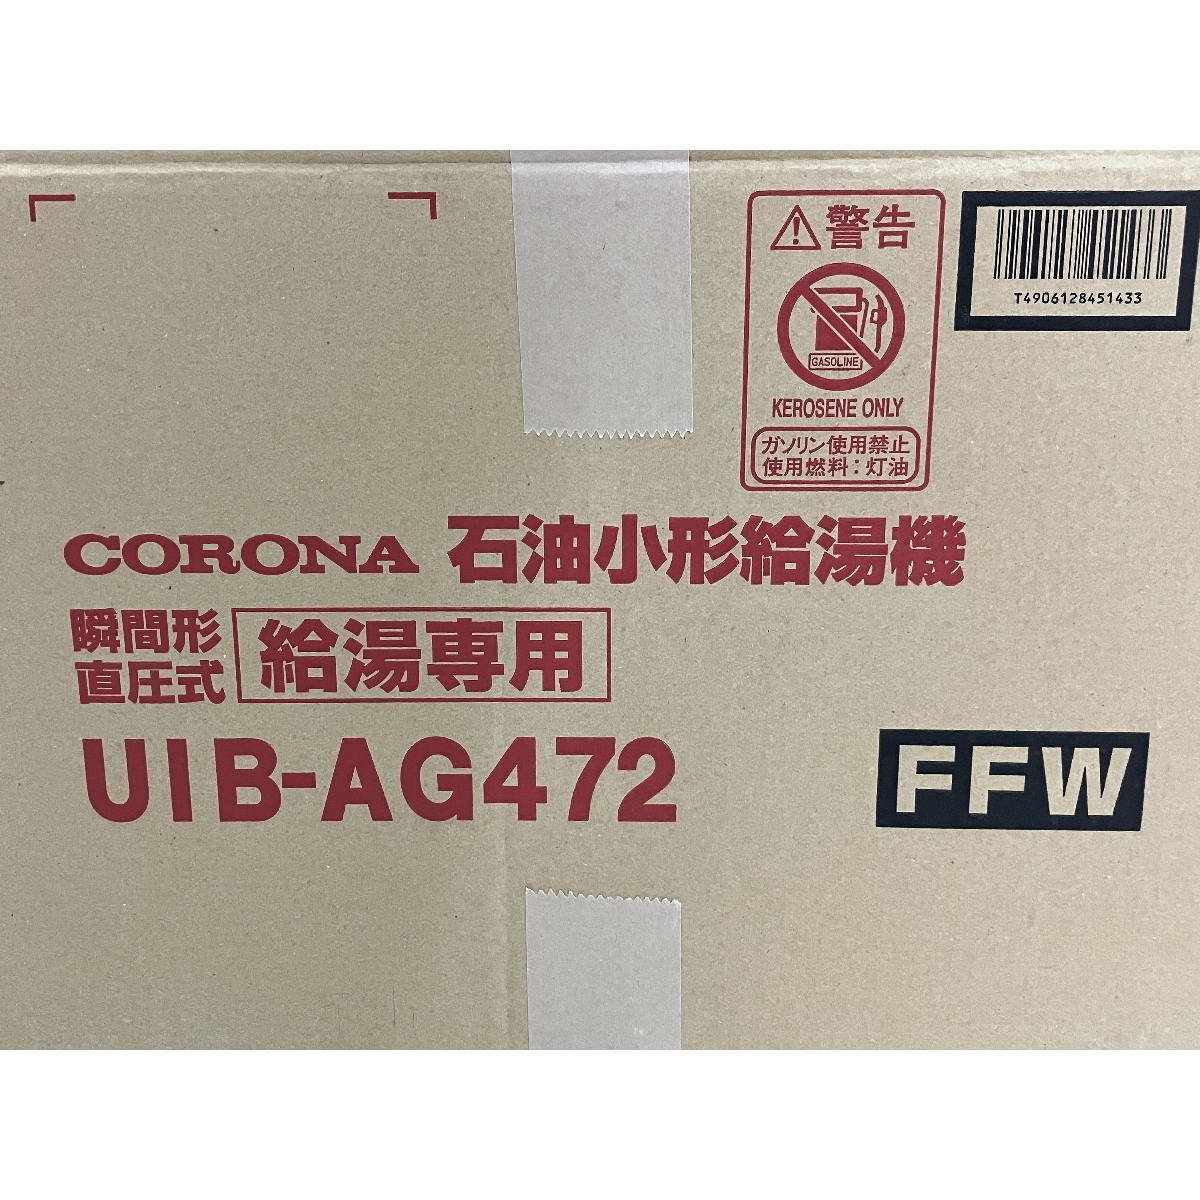 警告
GASOLINE
KEROSENE ONLY
ガソリン使用禁止
使用燃料：灯油
T4906128451433
CORONA 石油小形給湯機
瞬間形
直圧式
給湯専用
UIB-AG472
FFW